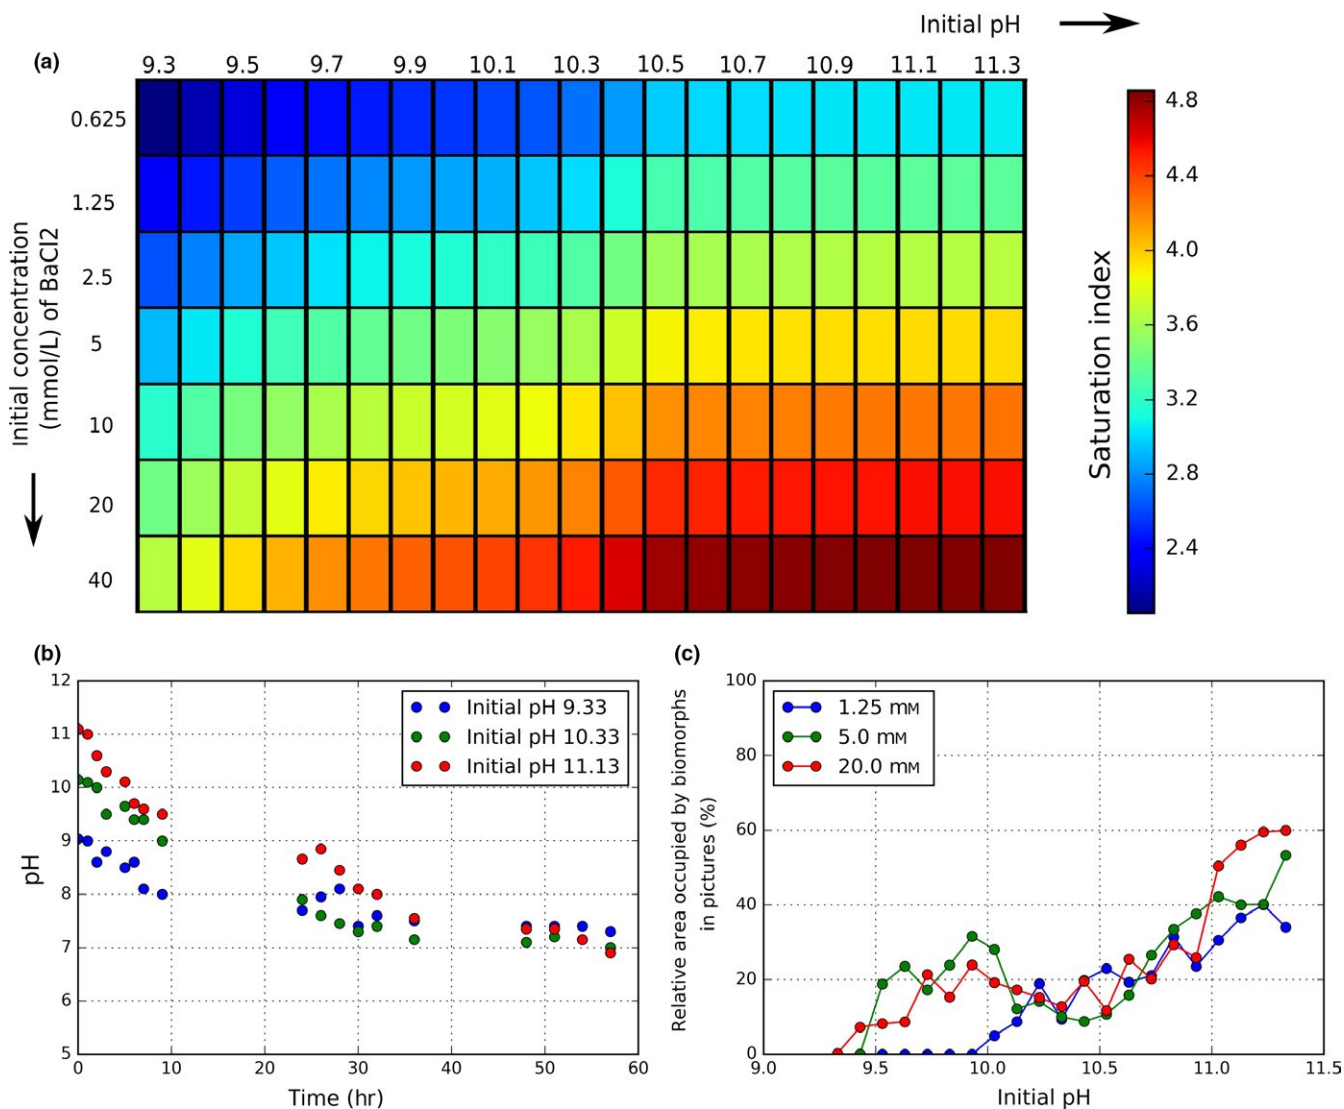 Initial pH
(a)
9.3 9.5 9.7 9.9 10.1 10.3 10.5 10.7 10.9 11.1 11.3
0.625
1.25
2.5
5
10
20
40
Initial concentration
(mmol/L) of BaCl2
4.8
4.4
4.0
3.6
3.2
2.8
2.4
Saturation index
(b)
12
11
10
9
8
7
6
5
pH
Initial pH 9.33
Initial pH 10.33
Initial pH 11.13
0 10 20 30 40 50 60
Time (hr)
(c)
100
80
60
40
20
0
Relative area occupied by biomorphs
in pictures (%)
1.25 mM
5.0 mM
20.0 mM
9.0 9.5 10.0 10.5 11.0 11.5
Initial pH